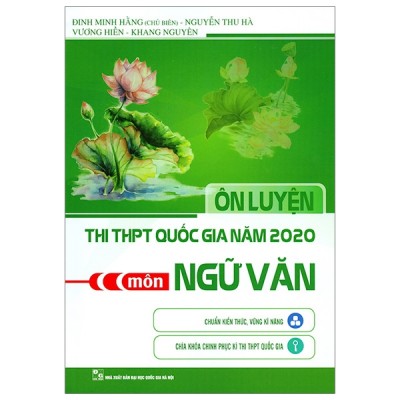 ĐINH MINH HẰNG (CHỦ BIÊN) - NGUYỄN THU HÀ
VƯƠNG HIỀN - KHANG NGUYÊN
ÔN LUYỆN
THI THPT QUỐC GIA NĂM 2020
môn NGỮ VĂN
CHUẨN KIẾN THỨC, VỮNG KĨ NĂNG
CHÌA KHÓA CHINH PHỤC KÌ THI THPT QUỐC GIA
NHÀ XUẤT BẢN ĐẠI HỌC QUỐC GIA HÀ NỘI